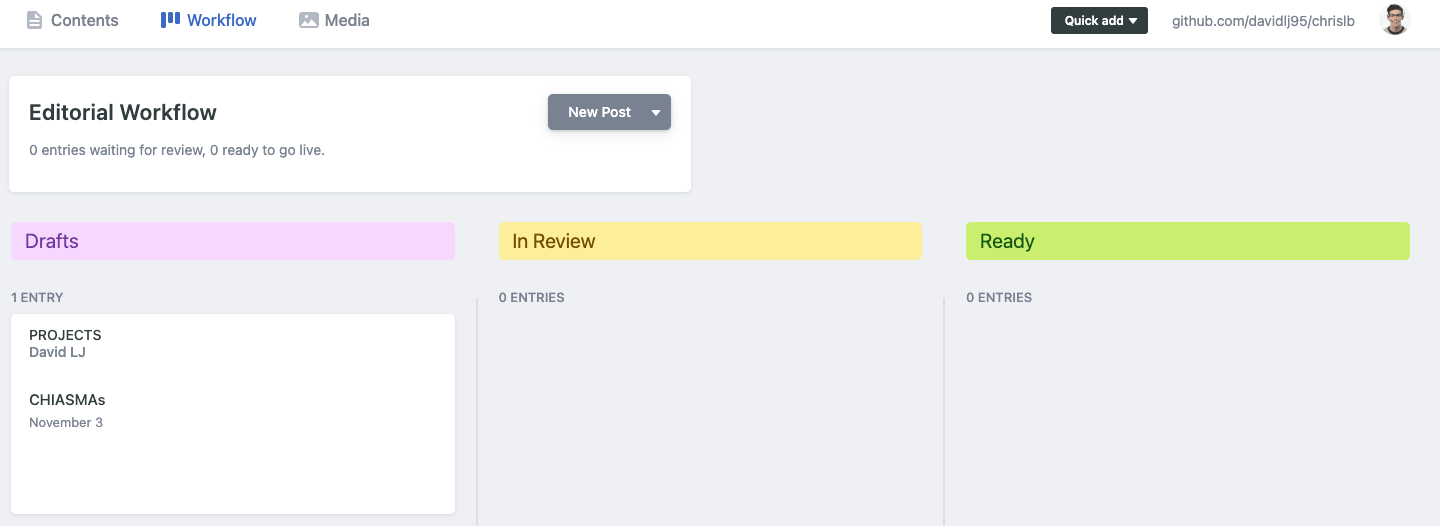 Contents
Workflow
Media
Quick add
github.com/davidlj95/chrislb
Editorial Workflow
New Post
0 entries waiting for review, 0 ready to go live.
Drafts
In Review
Ready
1 ENTRY
0 ENTRIES
0 ENTRIES
PROJECTS
David LJ
CHIASMAs
November 3